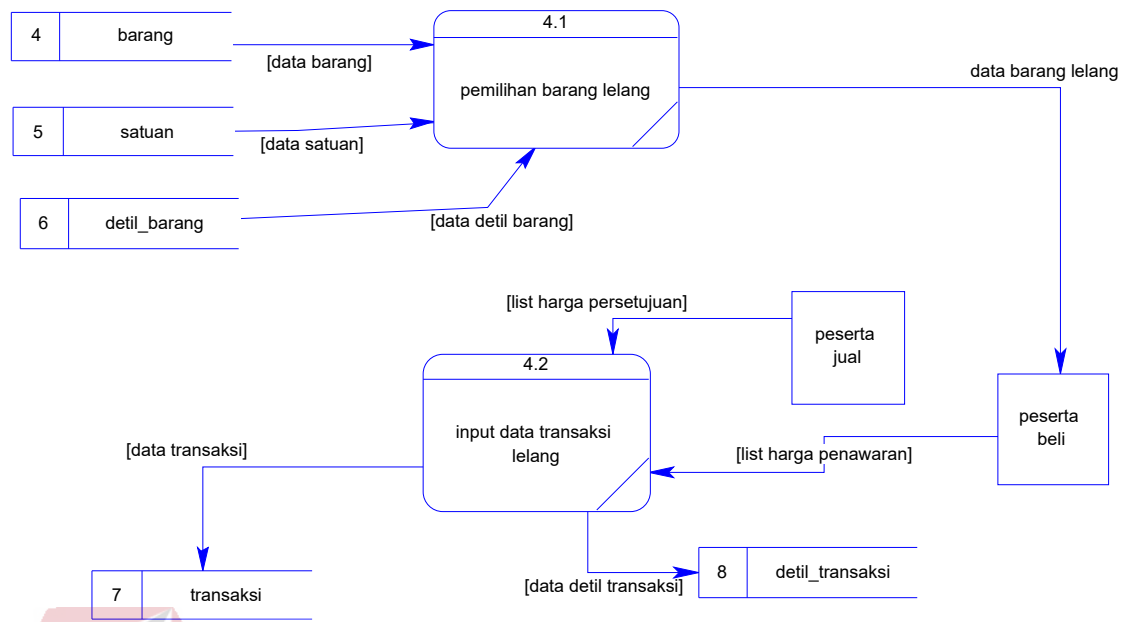 4 barang
[data barang]
4.1
pemilihan barang lelang
data barang lelang
5 satuan
[data satuan]
6 detil_barang
[data detil barang]
[list harga persetujuan]
peserta
jual
4.2
input data transaksi
lelang
peserta
beli
[list harga penawaran]
[data transaksi]
[data detil transaksi]
8 detil_transaksi
7 transaksi